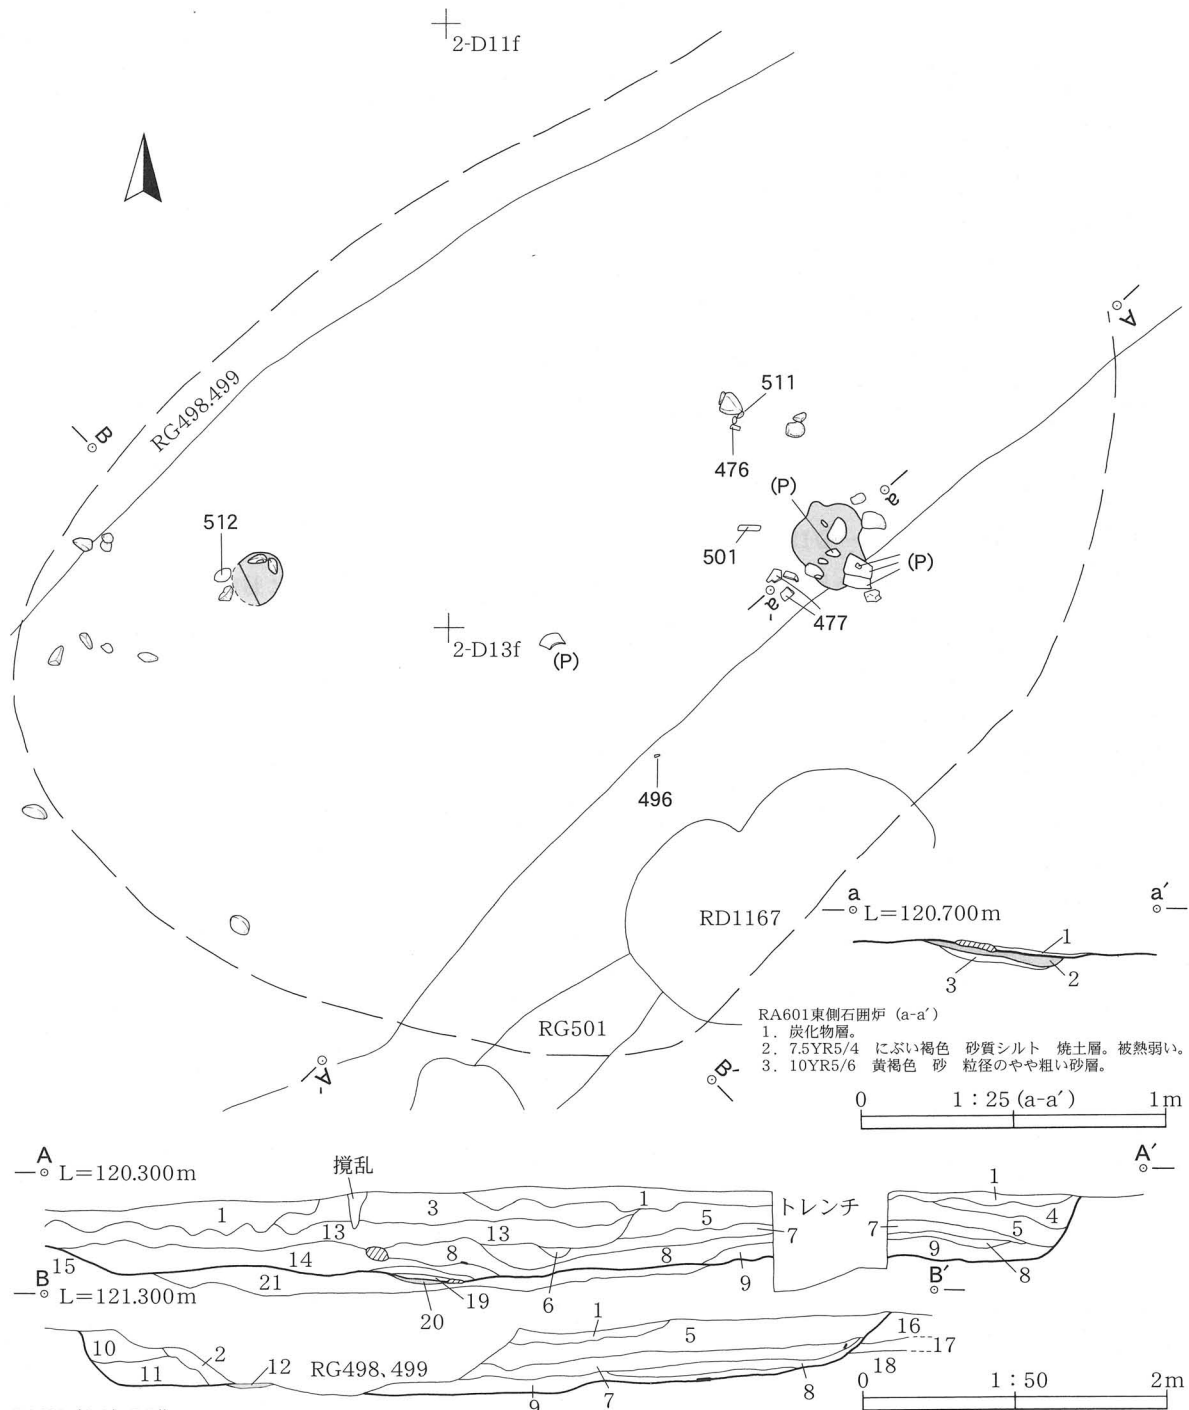 2-D11f
A
RG498.499
B
511
476
(P)
a
512
501
(P)
a'
477
2-D13f
(P)
496
RD1167
a L=120.700m a'
1
3 2
RG501
RA601東側石囲炉 (a-a′)
1. 炭化物層。
2. 7.5YR5/4 にぶい褐色 砂質シルト 焼土層。被熱弱い。
3. 10YR5/6 黄褐色 砂 粒径のやや粗い砂層。
A' B'
0 1:25 (a-a′) 1m
A L=120.300m 撹乱 A′
1 3 1 トレンチ 1
13 13 5 7 7 5 4
15 14 8 8 9 9 8
21 19 6
20
B L=121.300m B′
1 5 16
10 2 17
11 12 RG498、499 18
9 7 8
0 1:50 2m